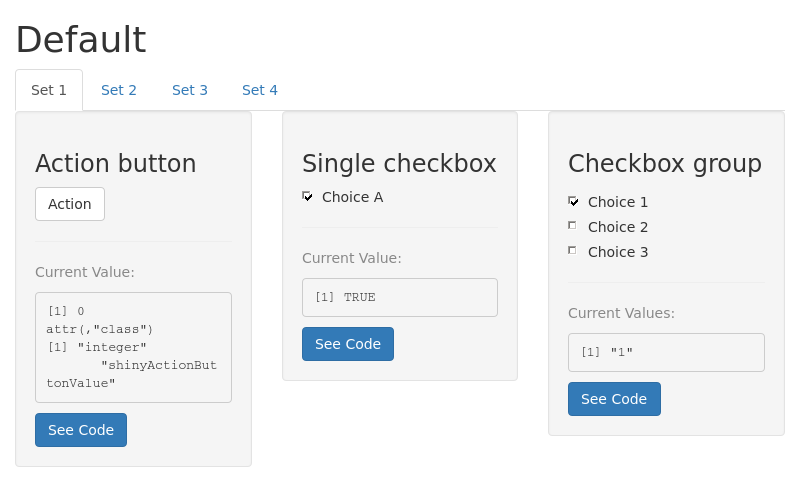 Default
Set 1
Set 2
Set 3
Set 4
Action button
Action
Current Value:
[1] 0
attr(,"class")
[1] "integer"
"shinyActionBut
tonValue"
See Code
Single checkbox
Choice A
Current Value:
[1] TRUE
See Code
Checkbox group
Choice 1
Choice 2
Choice 3
Current Values:
[1] "1"
See Code